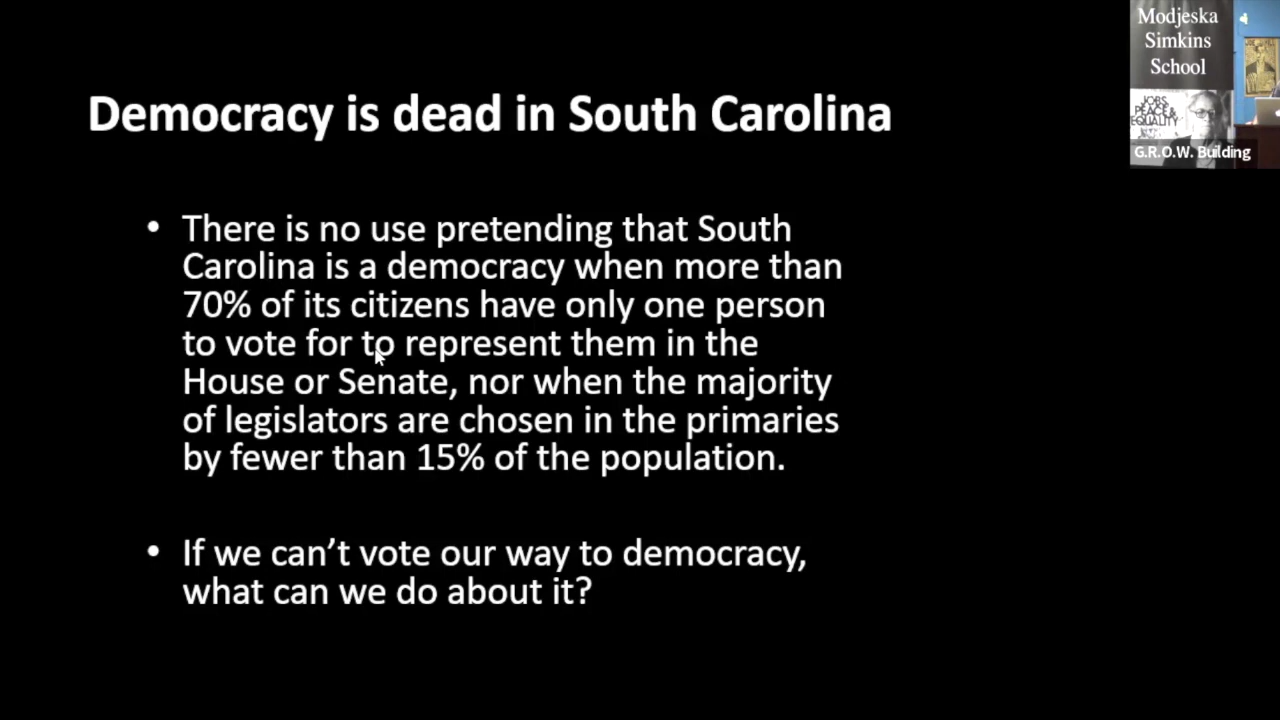 Democracy is dead in South Carolina
• There is no use pretending that South
Carolina is a democracy when more than
70% of its citizens have only one person
to vote for to represent them in the
House or Senate, nor when the majority
of legislators are chosen in the primaries
by fewer than 15% of the population.
• If we can’t vote our way to democracy,
what can we do about it?
Modjeska
Simkins
School
JOBS
PEACE &
EQUALITY
G.R.O.W. Building